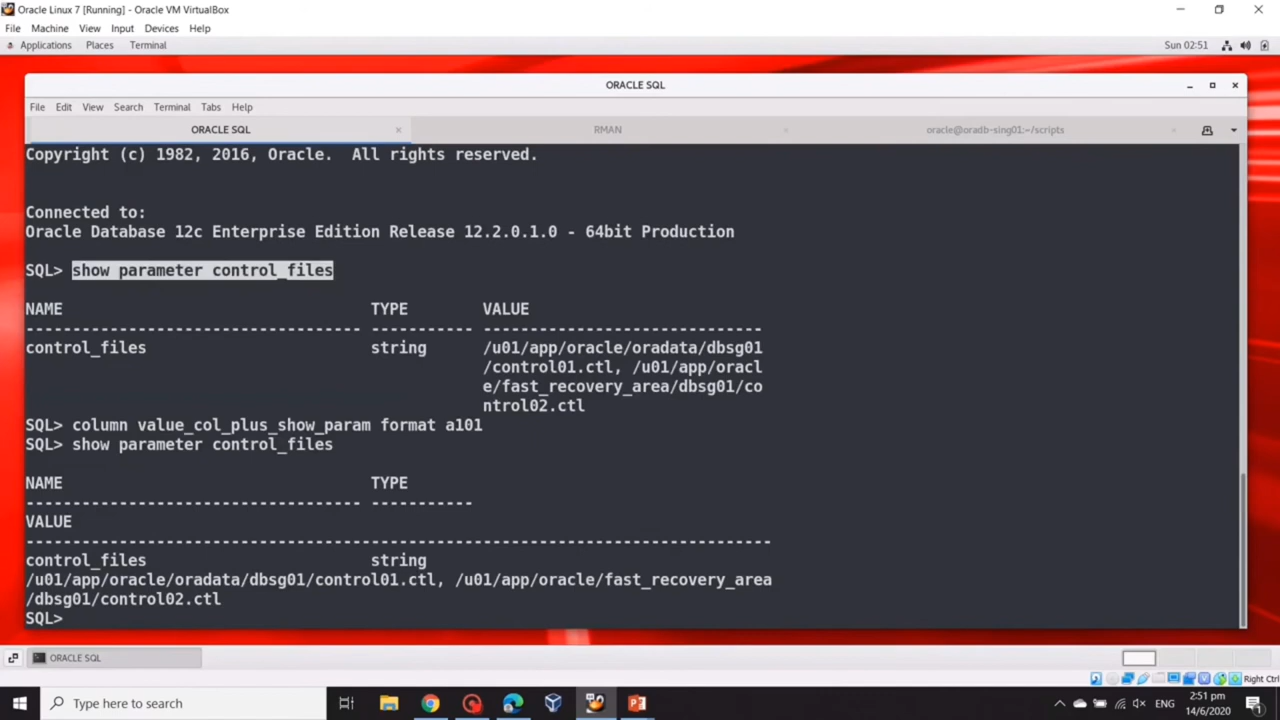 Oracle Linux 7 [Running] - Oracle VM VirtualBox
File Machine View Input Devices Help
Applications Places Terminal Sun 02:51
ORACLE SQL
File Edit View Search Terminal Tabs Help
ORACLE SQL RMAN oracle@oradb-sing01:~/scripts
Copyright (c) 1982, 2016, Oracle.  All rights reserved.
Connected to:
Oracle Database 12c Enterprise Edition Release 12.2.0.1.0 - 64bit Production
SQL> show parameter control_files
NAME TYPE VALUE
------------------------------------ ----------- ------------------------------
control_files string /u01/app/oracle/oradata/dbsg01
/control01.ctl, /u01/app/oracl
e/fast_recovery_area/dbsg01/co
ntrol02.ctl
SQL> column value_col_plus_show_param format a101
SQL> show parameter control_files
NAME TYPE
------------------------------------ -----------
VALUE
--------------------------------------------------------------------------------
control_files string
/u01/app/oracle/oradata/dbsg01/control01.ctl, /u01/app/oracle/fast_recovery_area
/dbsg01/control02.ctl
SQL>
ORACLE SQL
Right Ctrl
Type here to search
ENG
2:51 pm
14/6/2020
1